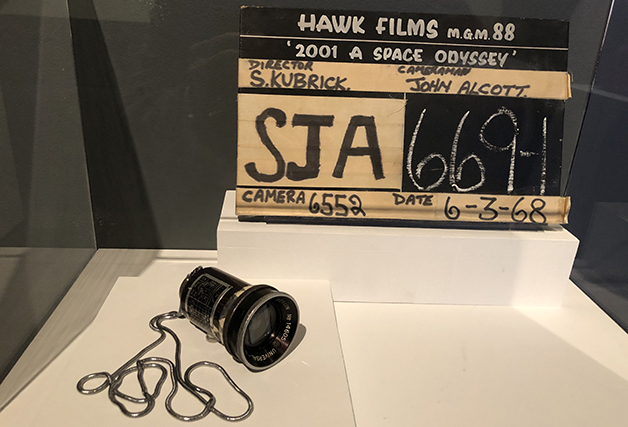 HAWK FILMS M.G.M. 88
'2001 A SPACE ODYSSEY'
DIRECTOR CAMERAMAN
S.KUBRICK. JOHN ALCOTT.
SJA 669-1
CAMERA 6552 DATE 6-3-68
UNIVERSAL